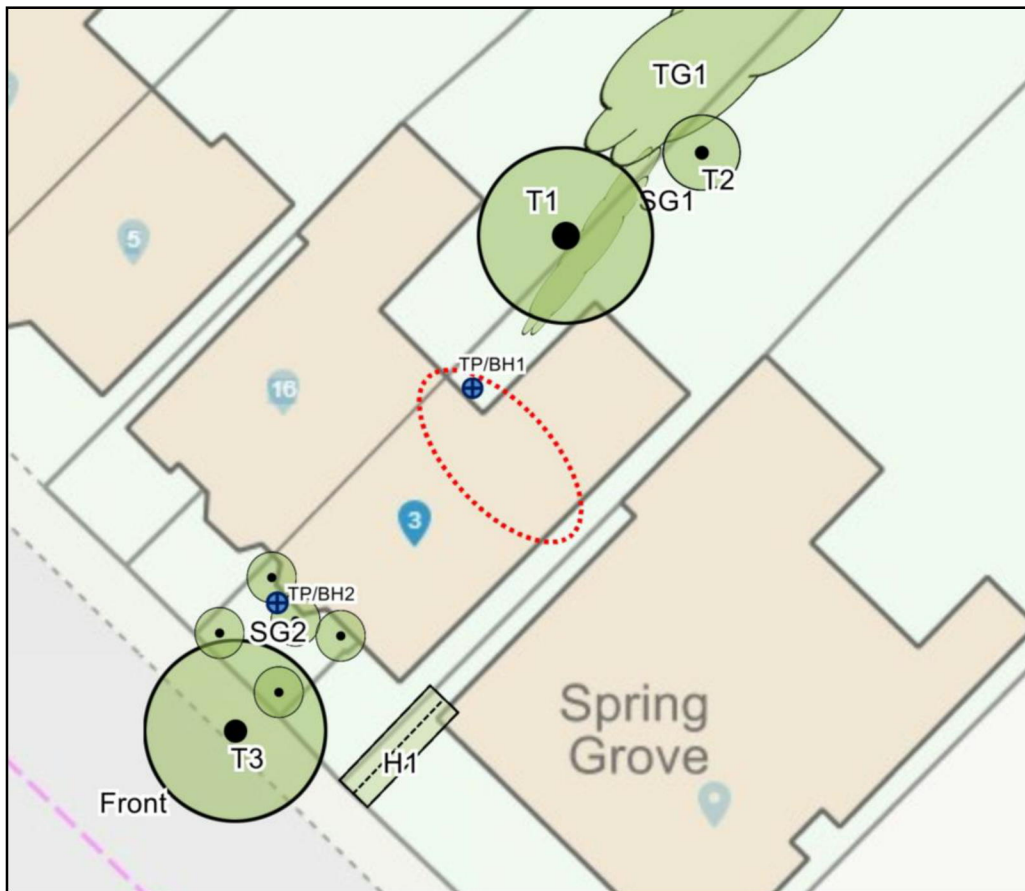 TG1
T2
T1
SG1
5
TP/BH1
16
3
TP/BH2
SG2
Spring
Grove
T3
H1
Front